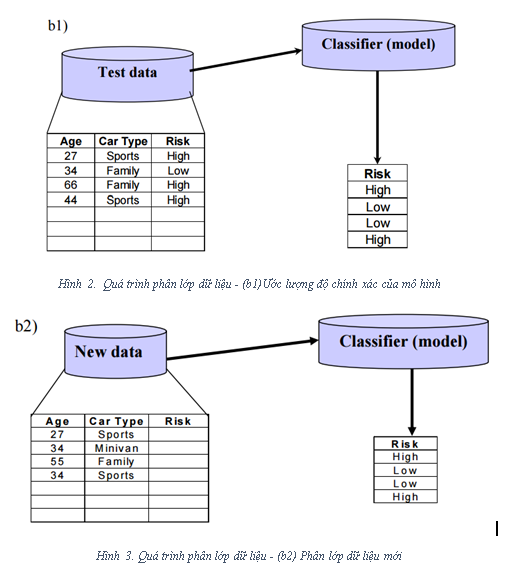 b1)
Test data
Classifier (model)
Age Car Type Risk
27 Sports High
34 Family Low
66 Family High
44 Sports High
Risk
High
Low
Low
High
Hình 2. Quá trình phân lớp dữ liệu - (b1)Ước lượng độ chính xác của mô hình
b2)
New data
Classifier (model)
Age Car Type Risk
27 Sports
34 Minivan
55 Family
34 Sports
Risk
High
Low
Low
High
Hình 3. Quá trình phân lớp dữ liệu - (b2) Phân lớp dữ liệu mới